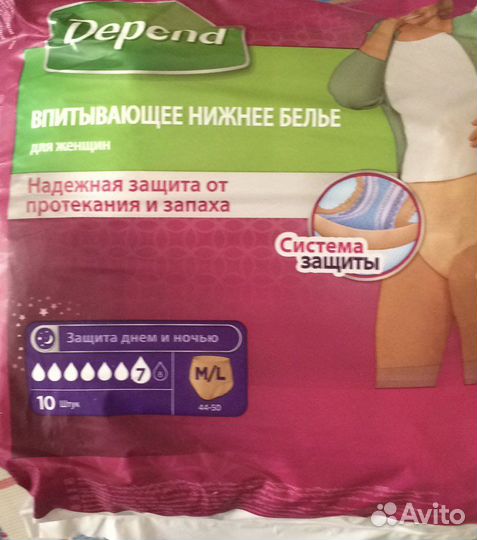 Depend
ВПИТЫВАЮЩЕЕ НИЖНЕЕ БЕЛЬЕ
для женщин
Надежная защита от
протекания и запаха
Система
защиты
Защита днем и ночью
7 8
M/L
10 Штук
44-50
Avito